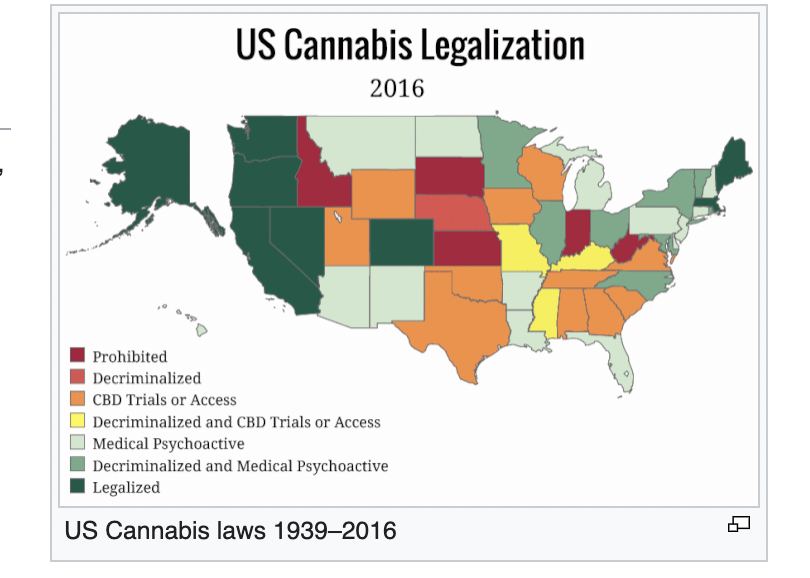 US Cannabis Legalization
2016
Prohibited
Decriminalized
CBD Trials or Access
Decriminalized and CBD Trials or Access
Medical Psychoactive
Decriminalized and Medical Psychoactive
Legalized
US Cannabis laws 1939–2016